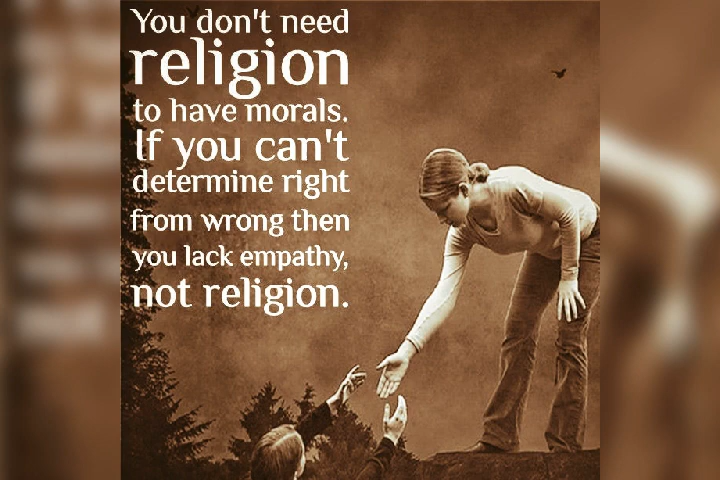 You don't need
religion
to have morals.
If you can't
determine right
from wrong then
you lack empathy,
not religion.